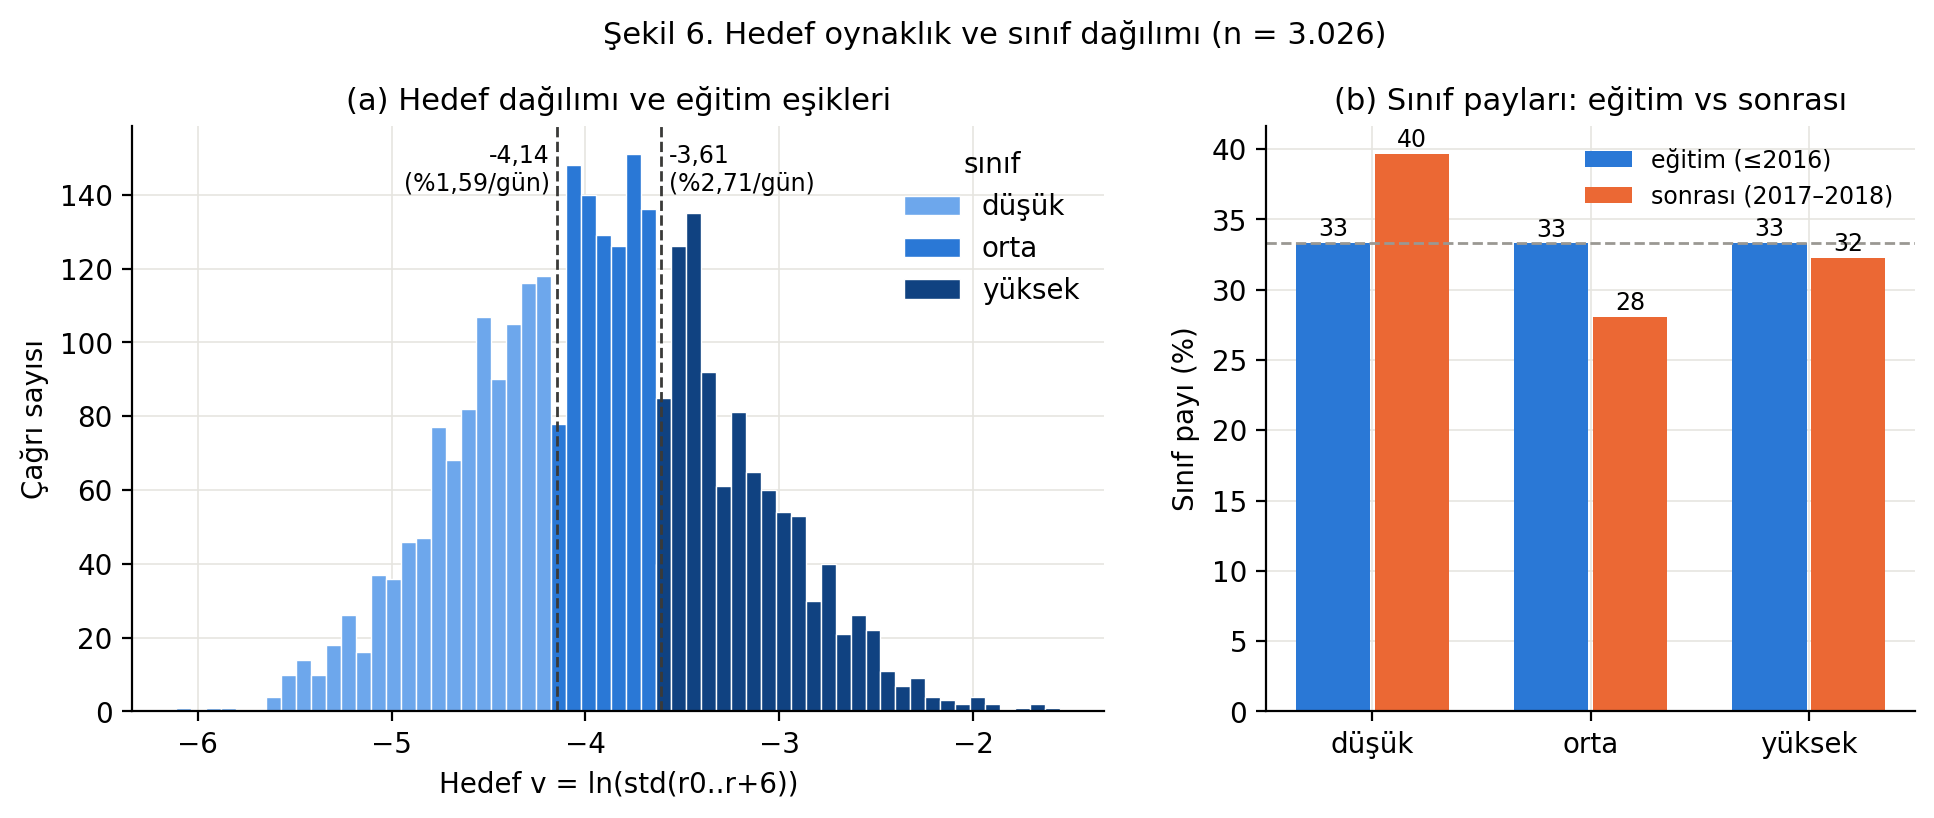 Şekil 6. Hedef oynaklık ve sınıf dağılımı (n = 3.026)
(a) Hedef dağılımı ve eğitim eşikleri
-4,14
(%1,59/gün)
-3,61
(%2,71/gün)
sınıf
düşük
orta
yüksek
Çağrı sayısı
140
120
100
80
60
40
20
0
−6
−5
−4
−3
−2
Hedef v = ln(std(r0..r+6))
(b) Sınıf payları: eğitim vs sonrası
eğitim (≤2016)
sonrası (2017–2018)
Sınıf payı (%)
40
35
30
25
20
15
10
5
0
33
40
33
28
33
32
düşük
orta
yüksek